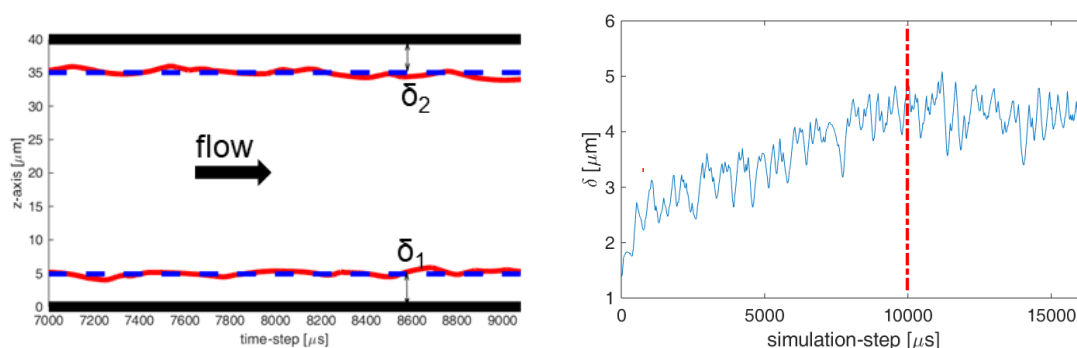 40
35
30
25
20
15
10
5
0
z-axis [μm]
δ₂
flow
δ₁
7000 7200 7400 7600 7800 8000 8200 8400 8600 8800 9000
time-step [μs]
6
5
4
3
2
1
δ [μm]
0 5000 10000 15000
simulation-step [μs]